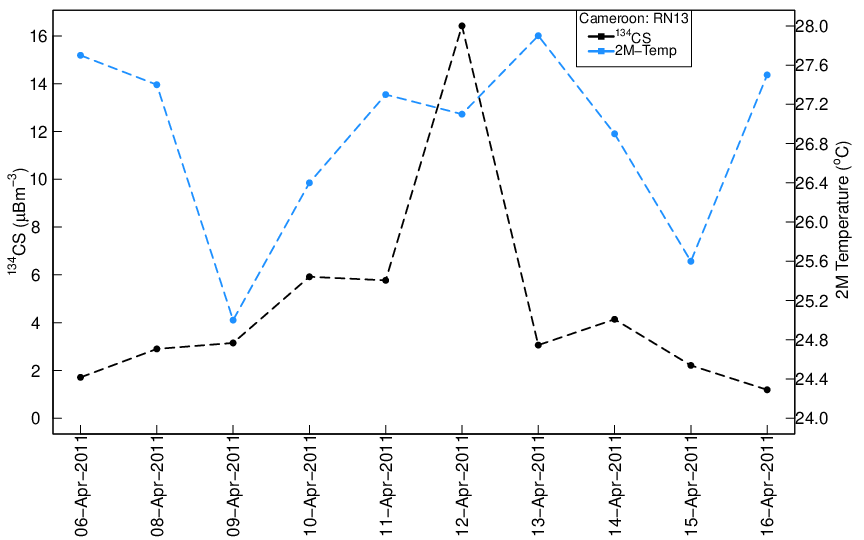 Cameroon: RN13
¹³⁴CS
2M–Temp
16
14
12
10
8
6
4
2
0
¹³⁴CS (µBm⁻³)
28.0
27.6
27.2
26.8
26.4
26.0
25.6
25.2
24.8
24.4
24.0
2M Temperature (°C)
06–Apr–2011
08–Apr–2011
09–Apr–2011
10–Apr–2011
11–Apr–2011
12–Apr–2011
13–Apr–2011
14–Apr–2011
15–Apr–2011
16–Apr–2011